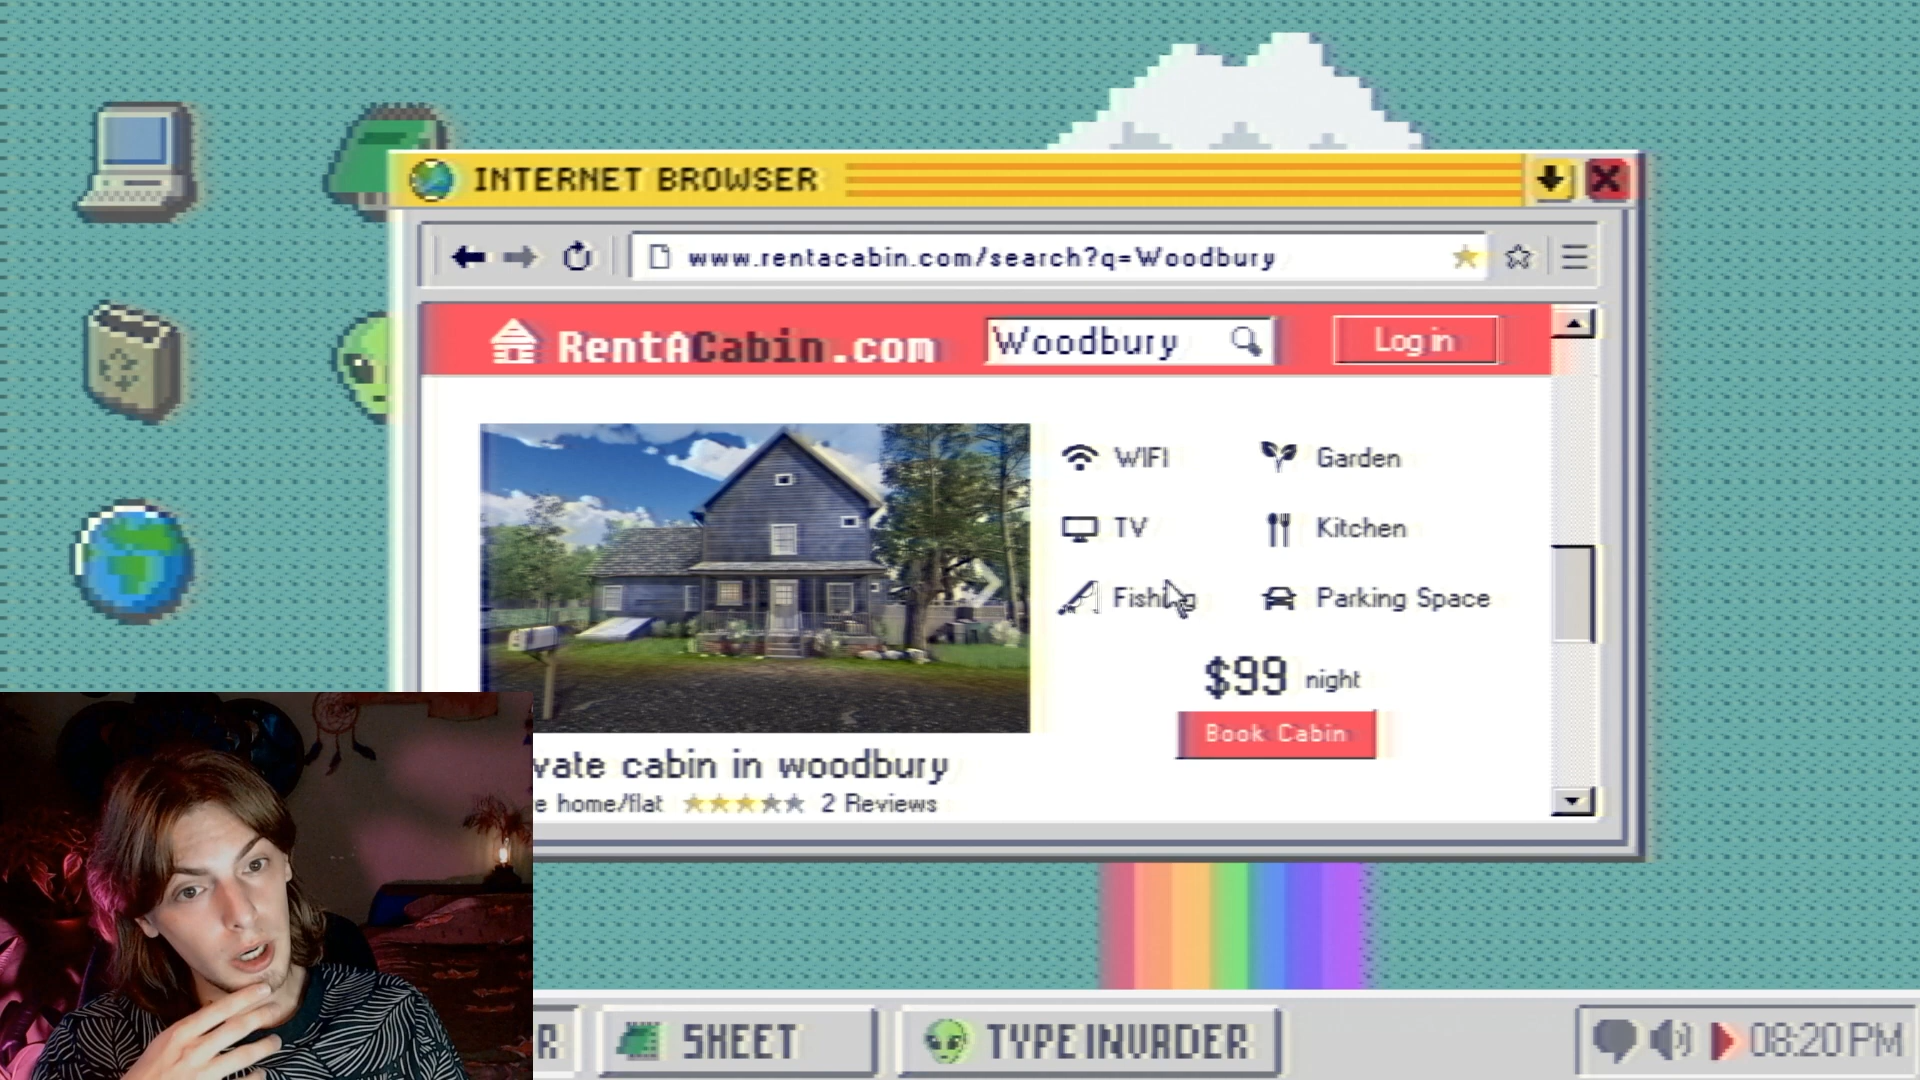 INTERNET BROWSER
www.rentacabin.com/search?q=Woodbury
RentACabin.com
Woodbury
Log in
WIFI
Garden
TV
Kitchen
Fishing
Parking Space
$99 night
Book Cabin
vate cabin in woodbury
e home/flat
2 Reviews
R
SHEET
TYPE INVADER
08:20 PM